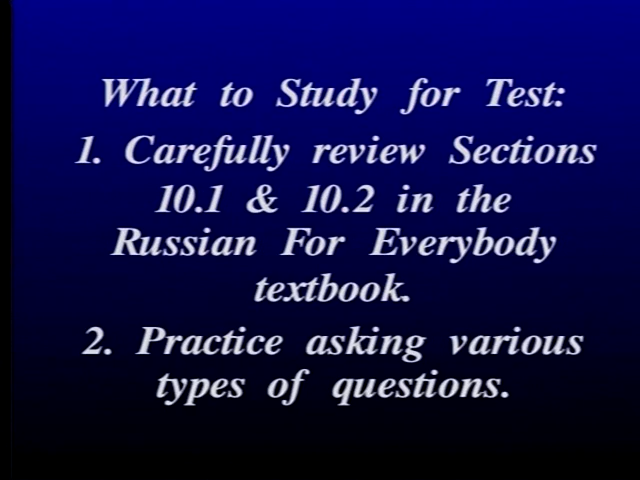 What to Study for Test:
1. Carefully review Sections
10.1 & 10.2 in the
Russian For Everybody
textbook.
2. Practice asking various
types of questions.